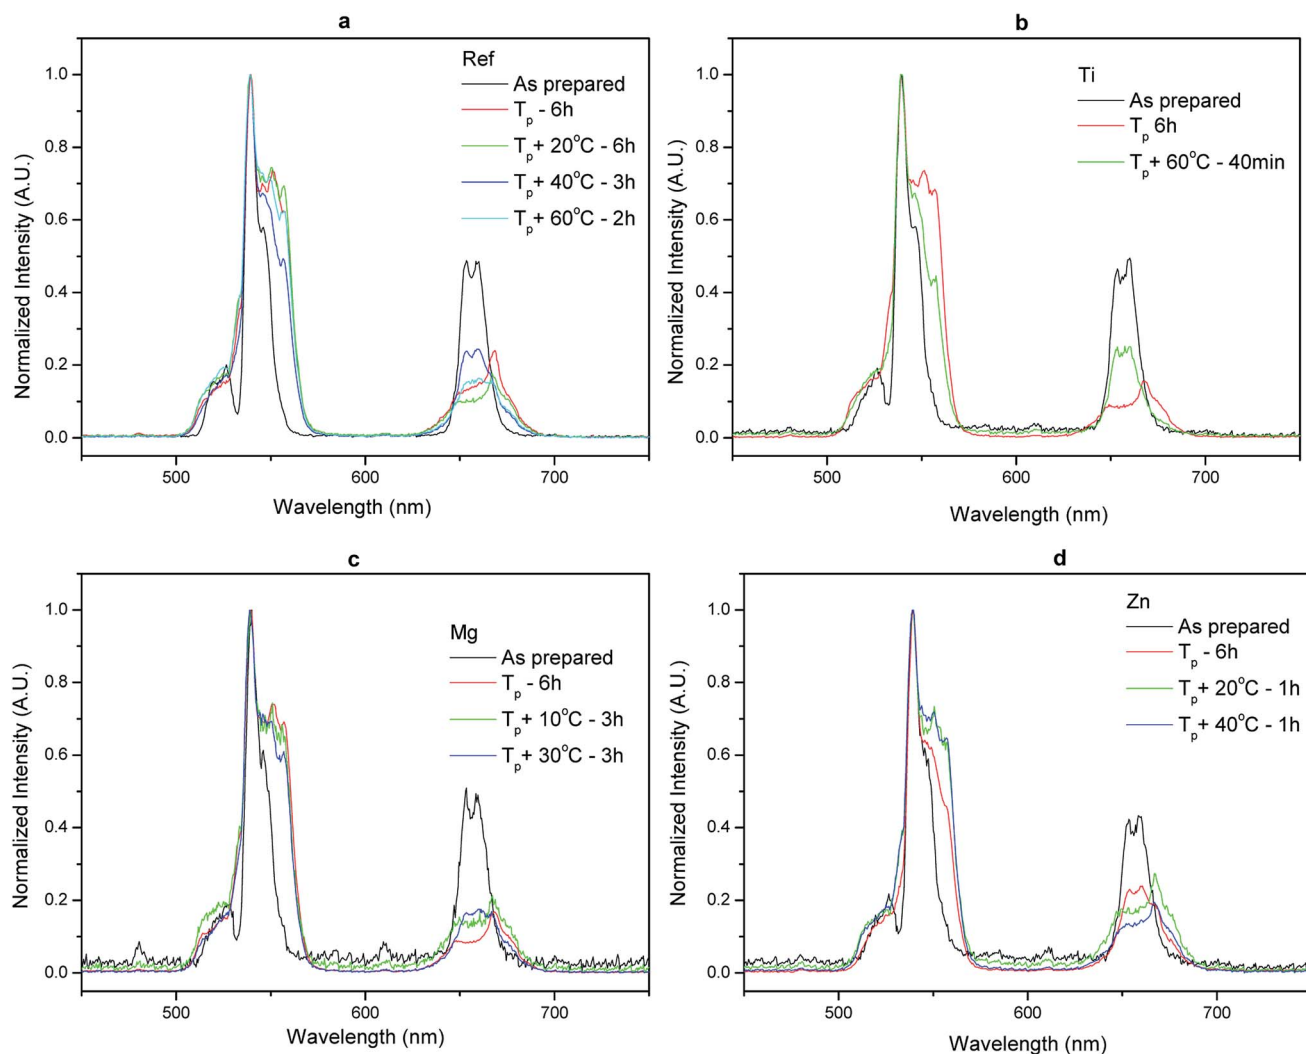 a
Ref
As prepared
Tp - 6h
Tp+ 20°C - 6h
Tp+ 40°C - 3h
Tp+ 60°C - 2h
1.0
0.8
0.6
0.4
0.2
0.0
Normalized Intensity (A.U.)
500 600 700
Wavelength (nm)
b
Ti
As prepared
Tp 6h
Tp+ 60°C - 40min
1.0
0.8
0.6
0.4
0.2
0.0
Normalized Intensity (A.U.)
500 600 700
Wavelength (nm)
c
Mg
As prepared
Tp - 6h
Tp+ 10°C - 3h
Tp+ 30°C - 3h
1.0
0.8
0.6
0.4
0.2
0.0
Normalized Intensity (A.U.)
500 600 700
Wavelength (nm)
d
Zn
As prepared
Tp - 6h
Tp+ 20°C - 1h
Tp+ 40°C - 1h
1.0
0.8
0.6
0.4
0.2
0.0
Normalized Intensity (A.U.)
500 600 700
Wavelength (nm)